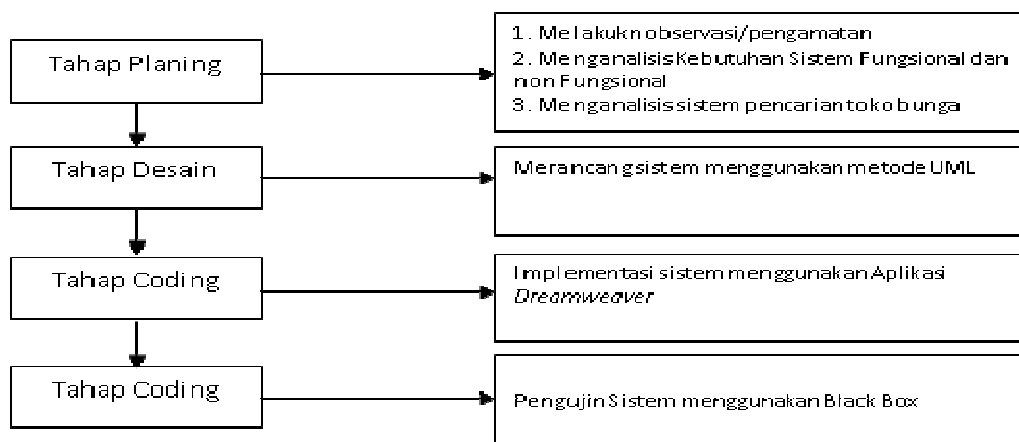 Tahap Planing
1. Melakukn observasi/pengamatan
2. Menganalisis Kebutuhan Sistem Fungsional dan
non Fungsional
3. Menganalisis sistem pencarian toko bunga
Tahap Desain
Merancang sistem menggunakan metode UML
Tahap Coding
Implementasi sistem menggunakan Aplikasi
Dreamweaver
Tahap Coding
Pengujin Sistem menggunakan Black Box